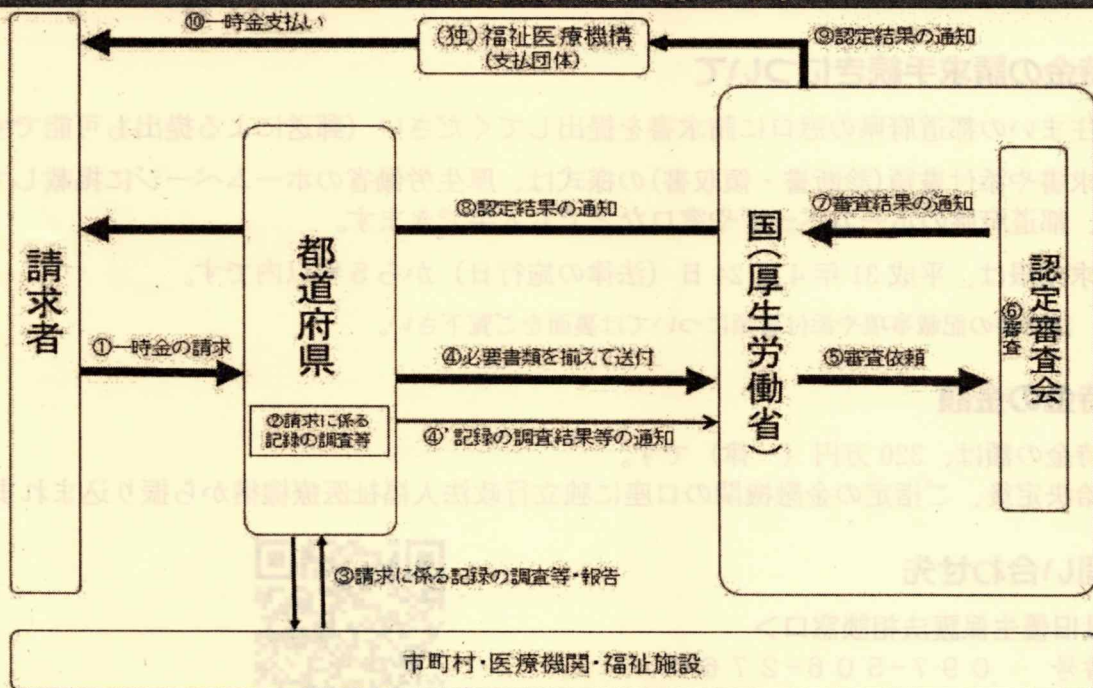 ⑩一時金支払い
(独)福祉医療機構
(支払団体)
⑨認定結果の通知
⑧認定結果の通知
⑦審査結果の通知
請求者
都道府県
国(厚生労働省)
認定審査会
⑥審査
①一時金の請求
④必要書類を揃えて送付
⑤審査依頼
②請求に係る
記録の調査等
④'記録の調査結果等の通知
③請求に係る記録の調査等・報告
市町村・医療機関・福祉施設